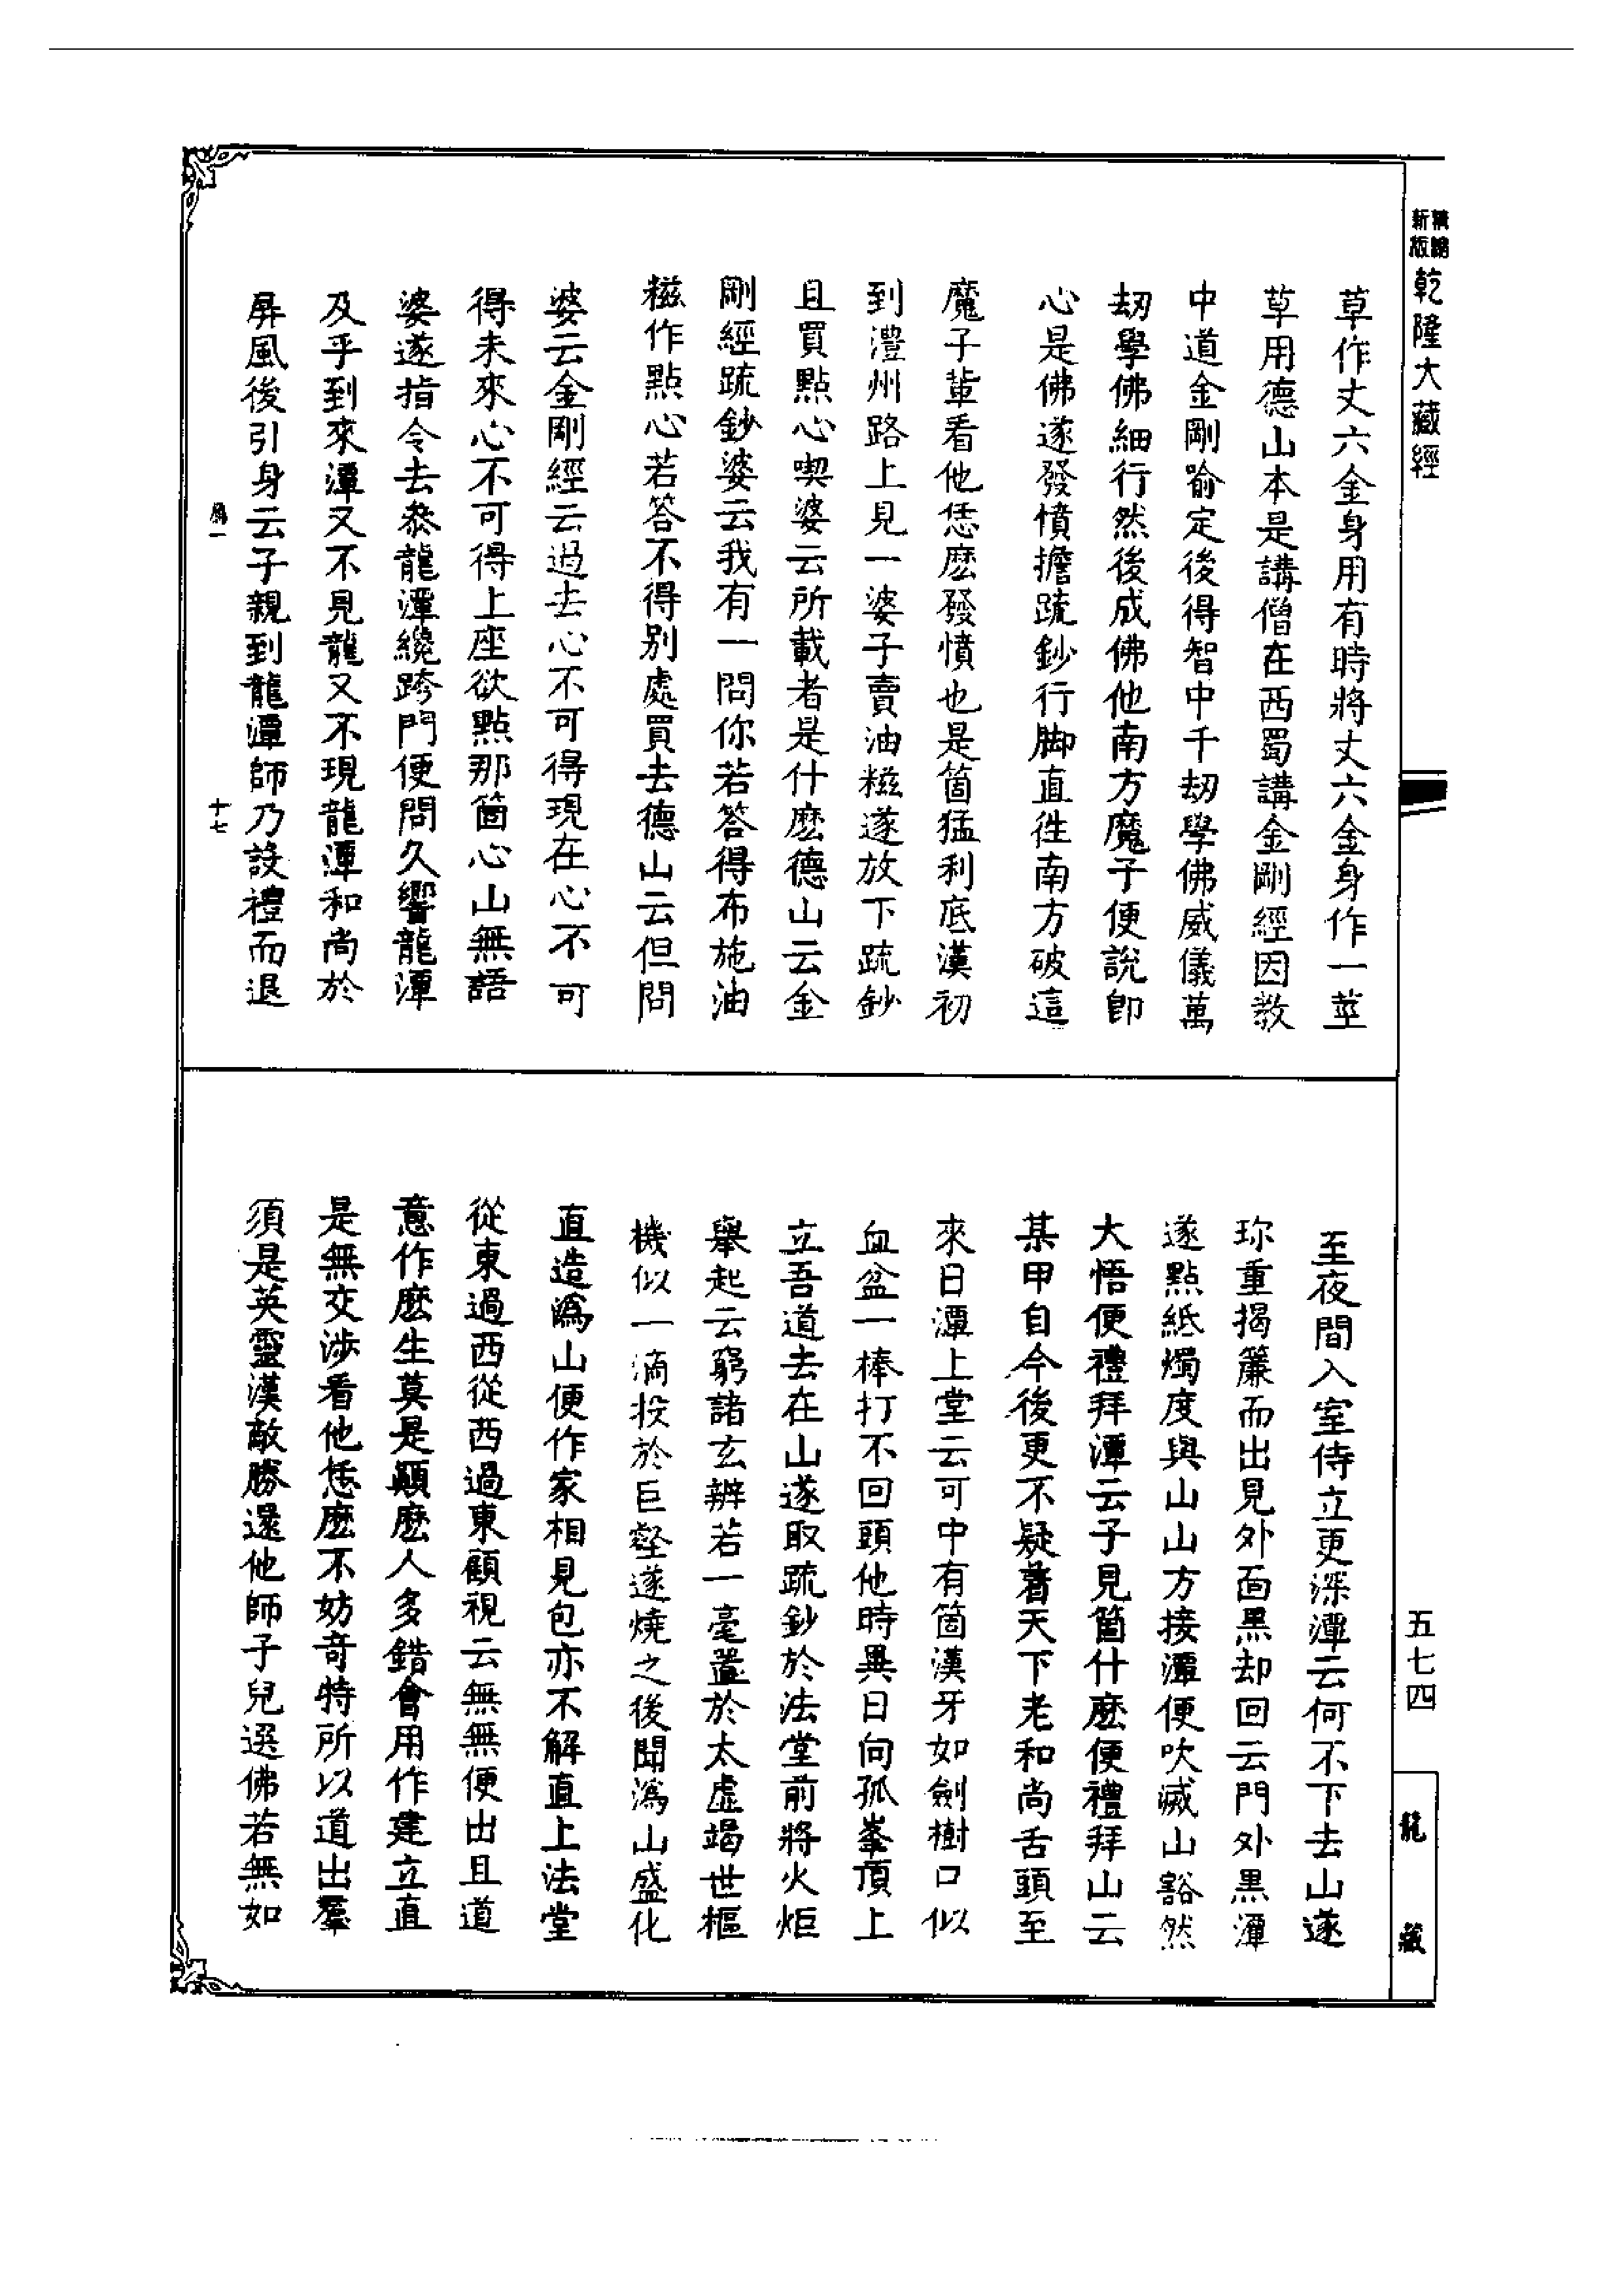 新版
精縮
乾隆大藏經
草作丈六金身用有時將丈六金身作一莖
草用德山本是講僧在西蜀講金剛經因教
中道金剛喻定後得智中千刼學佛威儀萬
刼學佛細行然後成佛他南方魔子便說卽
心是佛遂發憤擔疏鈔行脚直徃南方破這
魔子輩看他恁麽發憤也是箇猛利底漢初
到澧州路上見一婆子賣油糍遂放下疏鈔
且買點心喫婆云所載者是什麽德山云金
剛經疏鈔婆云我有一問你若答得布施油
糍作點心若答不得别處買去德山云但問
婆云金剛經云過去心不可得現在心不可
得未來心不可得上座欲點那箇心山無語
婆遂指令去叅龍潭纔跨門便問久響龍潭
及乎到來潭又不見龍又不現龍潭和尚於
屏風後引身云子親到龍潭師乃設禮而退
十七
五七四
龍藏
至夜間入室侍立更深潭云何不下去山遂
珍重揭簾而出見外面黑却回云門外黑潭
遂點紙燭度與山山方接潭便吹滅山豁然
大悟便禮拜潭云子見箇什麽便禮拜山云
某甲自今後更不疑著天下老和尚舌頭至
來日潭上堂云可中有箇漢牙如劍樹口似
血盆一棒打不回頭他時異日向孤峯頂上
立吾道去在山遂取疏鈔於法堂前將火炬
舉起云窮諸玄辨若一毫置於太虛竭世樞
機似一滴投於巨壑遂燒之後聞溈山盛化
直造溈山便作家相見包亦不解直上法堂
從東過西從西過東顧視云無無便出且道
意作麽生莫是顚麽人多錯會用作建立直
是無交涉看他恁麽不妨奇特所以道出羣
須是英靈漢敵勝還他師子兒選佛若無如